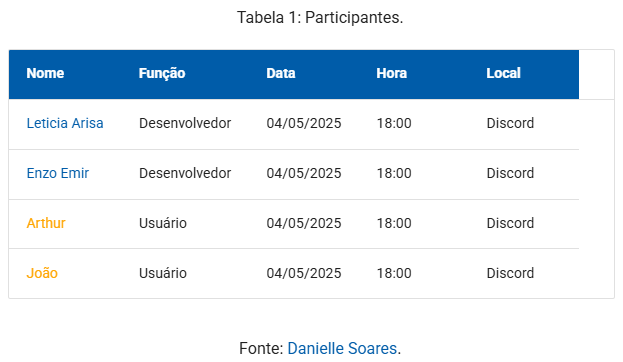 Tabela 1: Participantes.
Nome Função Data Hora Local
Leticia Arisa Desenvolvedor 04/05/2025 18:00 Discord
Enzo Emir Desenvolvedor 04/05/2025 18:00 Discord
Arthur Usuário 04/05/2025 18:00 Discord
João Usuário 04/05/2025 18:00 Discord
Fonte: Danielle Soares.